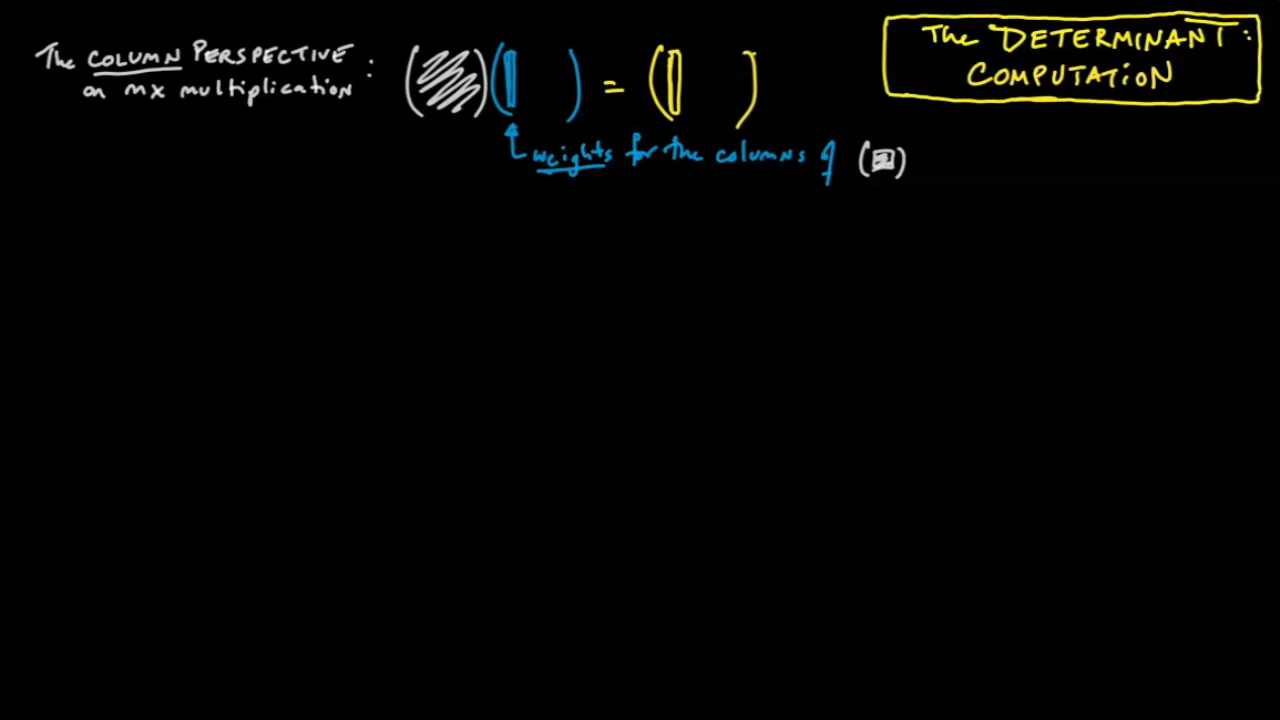 The COLUMN PERSPECTIVE :
on mx multiplication
( )( ) = ( )
weights for the columns of ( )
The DETERMINANT :
COMPUTATiON